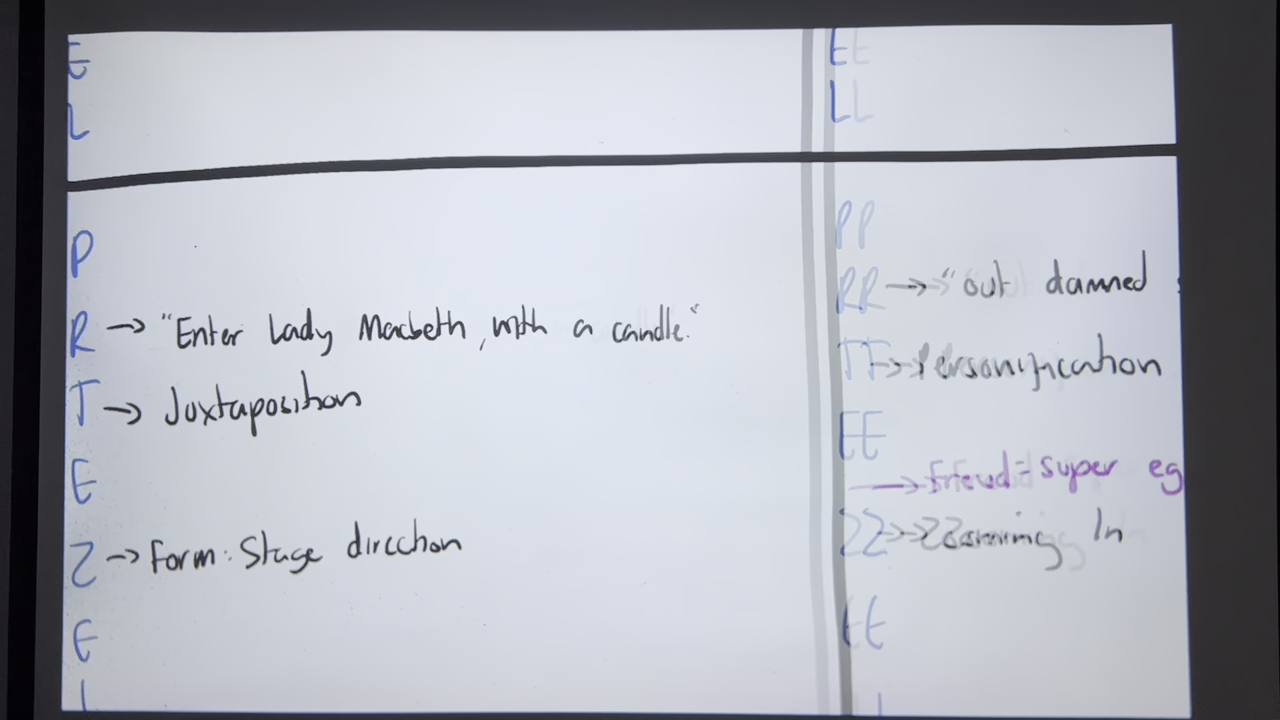 E
L
P
R → "Enter Lady Macbeth, with a candle."
T → Juxtaposition
E
Z → Form: Stage direction
E
L
E
L
P
R → "out damned
T → Personification
E
→ Freud = super eg
Z → Zooming In
E